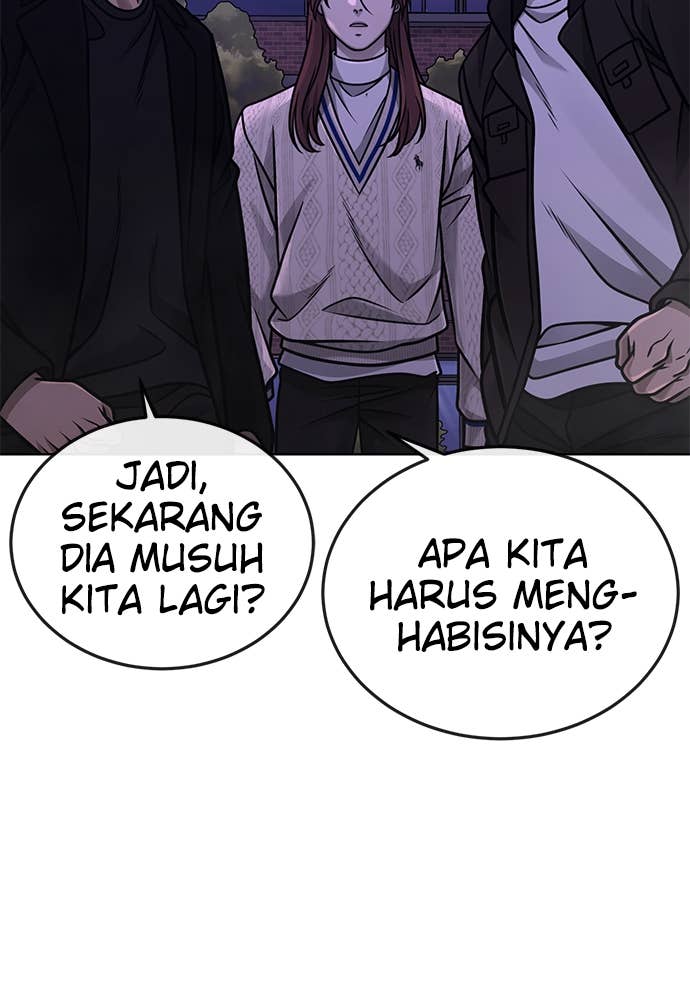 JADI,
SEKARANG
DIA MUSUH
KITA LAGI?
APA KITA
HARUS MENG-
HABISINYA?